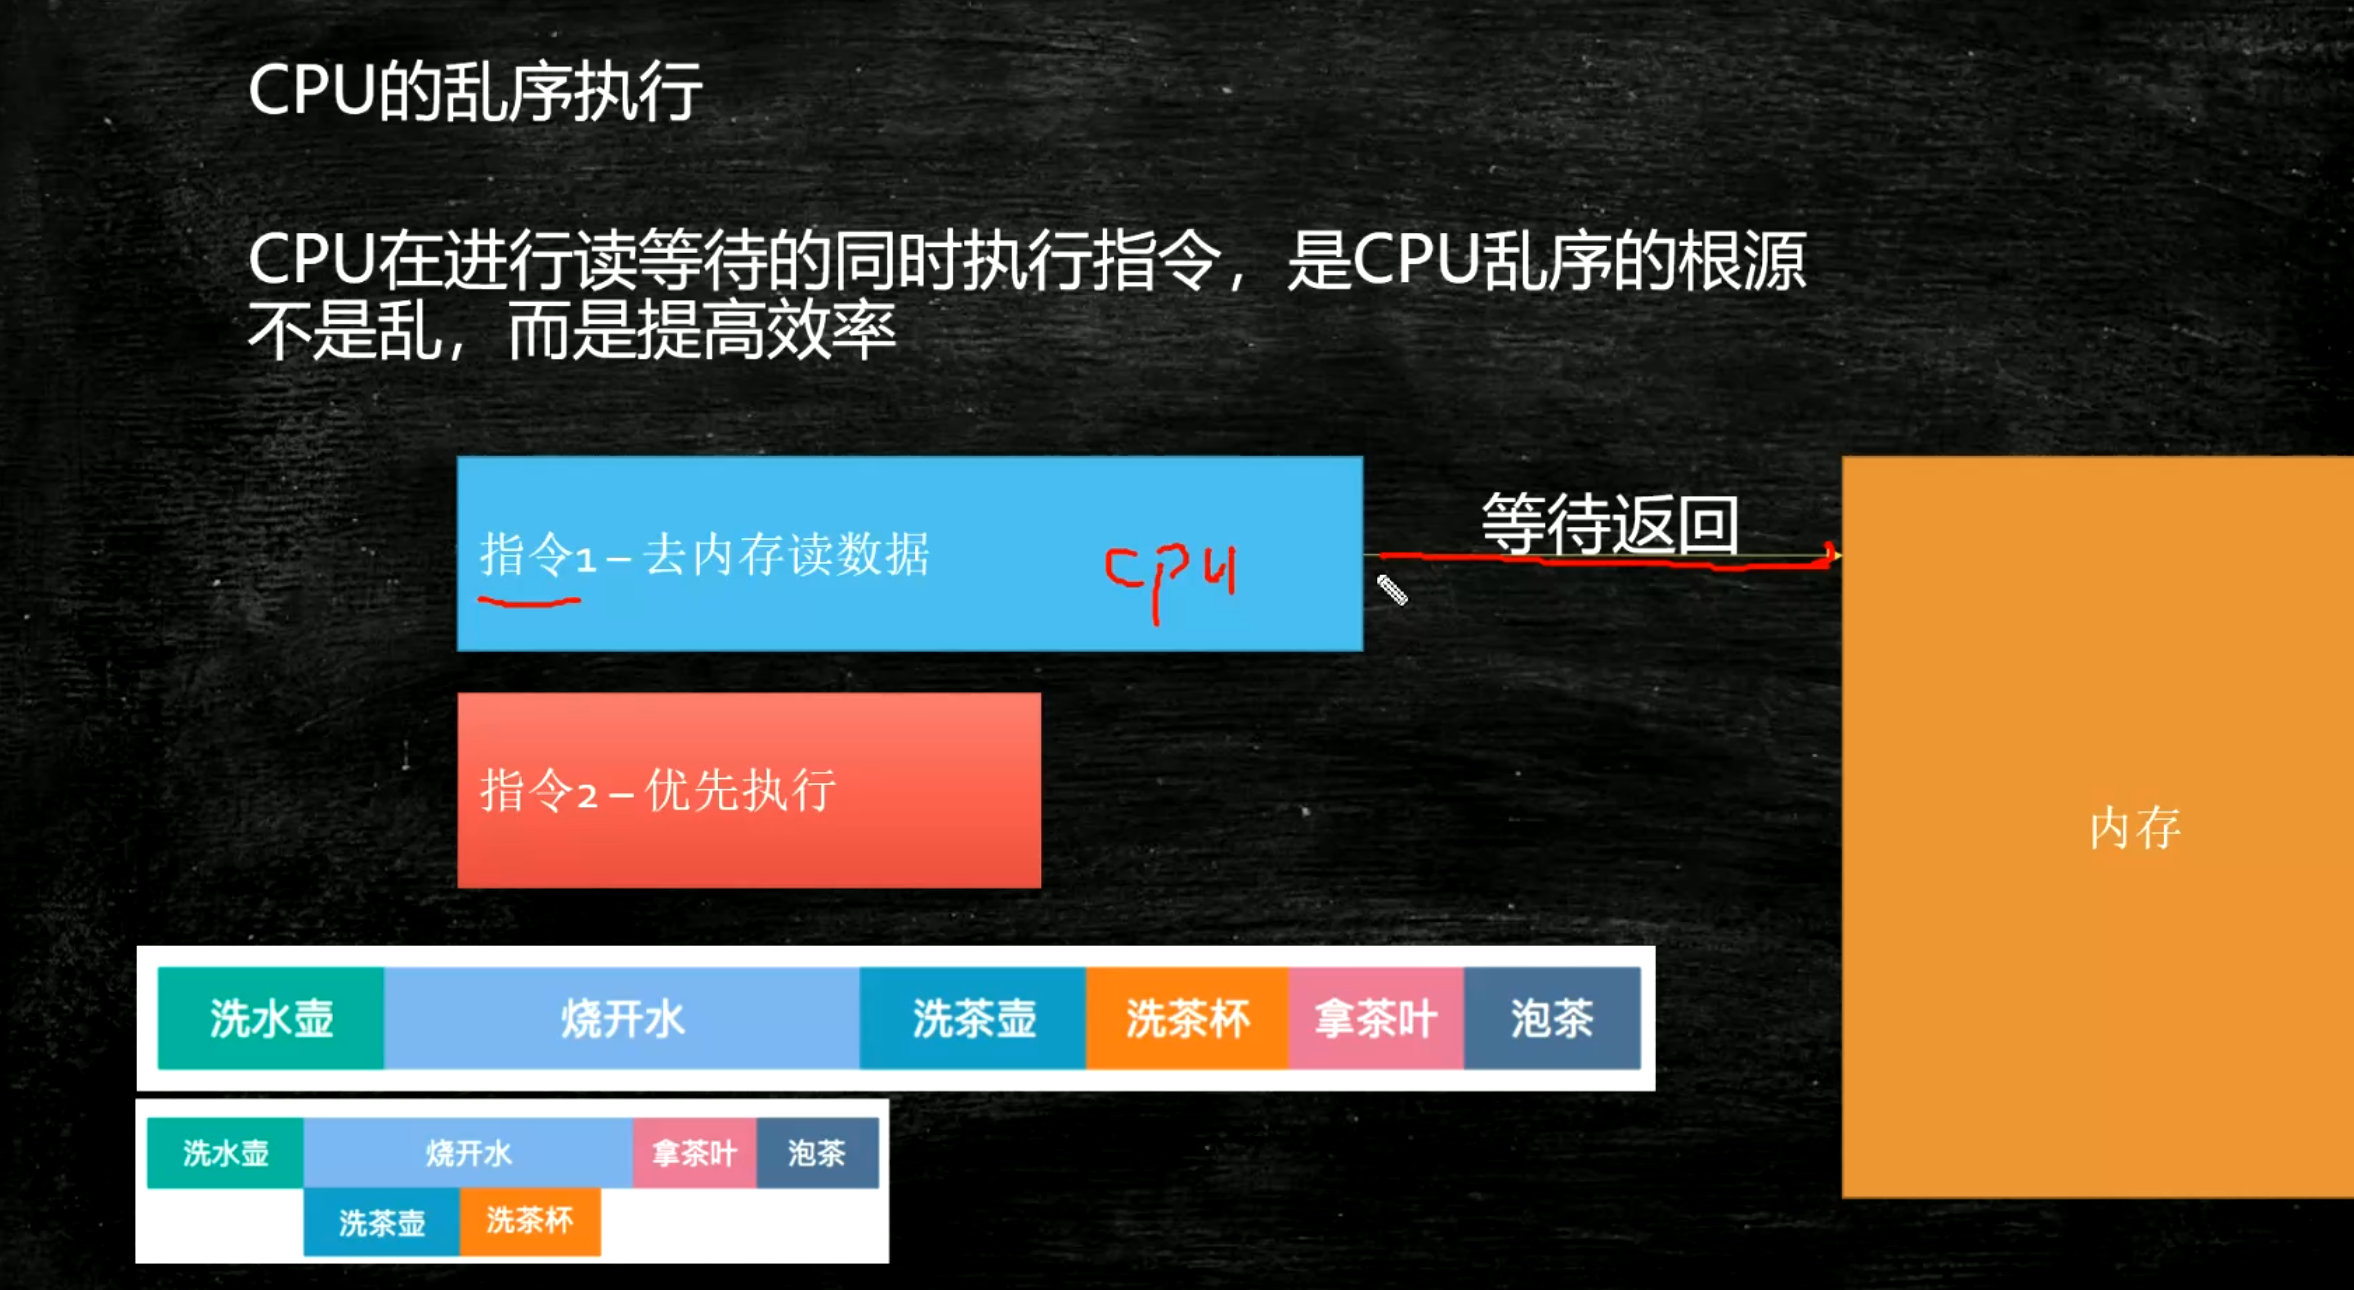 CPU的乱序执行
CPU在进行读等待的同时执行指令，是CPU乱序的根源
不是乱，而是提高效率
指令1 – 去内存读数据
CPU
等待返回
指令2 – 优先执行
内存
洗水壶 烧开水 洗茶壶 洗茶杯 拿茶叶 泡茶
洗水壶 烧开水 拿茶叶 泡茶
洗茶壶 洗茶杯